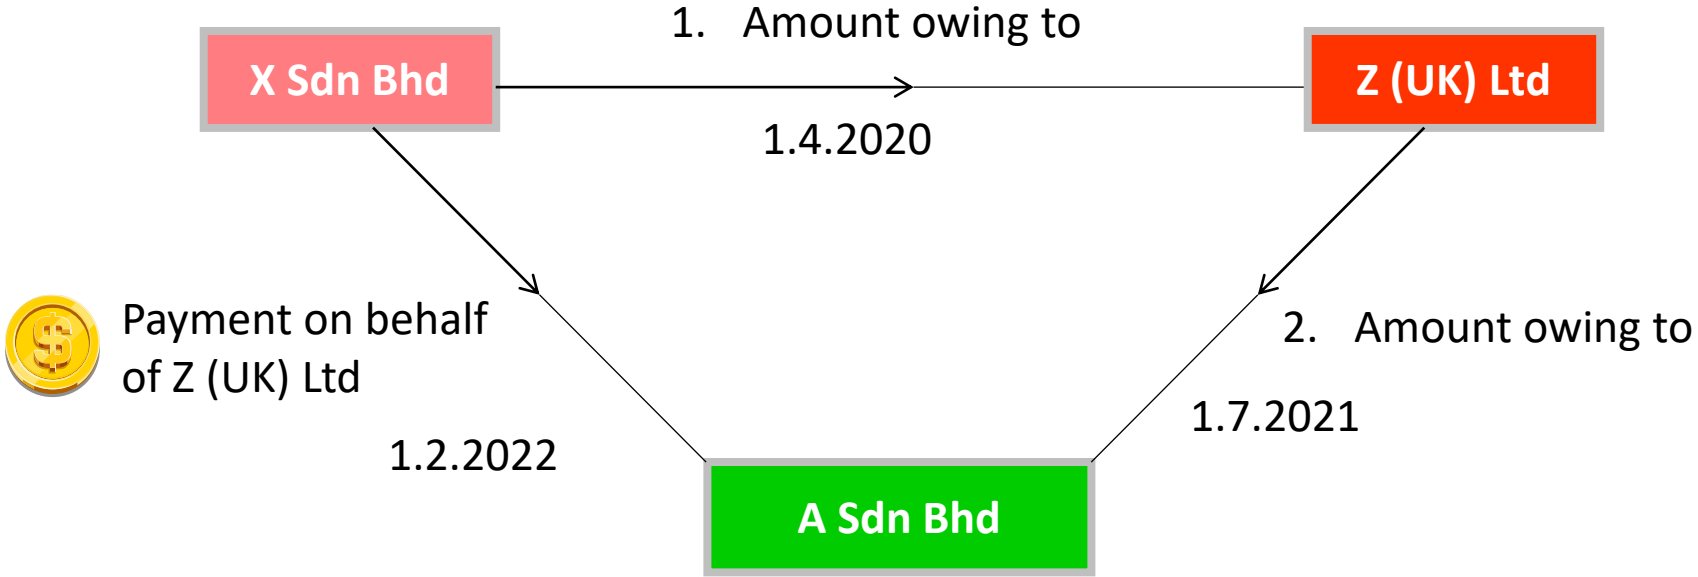 1. Amount owing to
X Sdn Bhd
Z (UK) Ltd
1.4.2020
Payment on behalf
of Z (UK) Ltd
2. Amount owing to
1.7.2021
1.2.2022
A Sdn Bhd